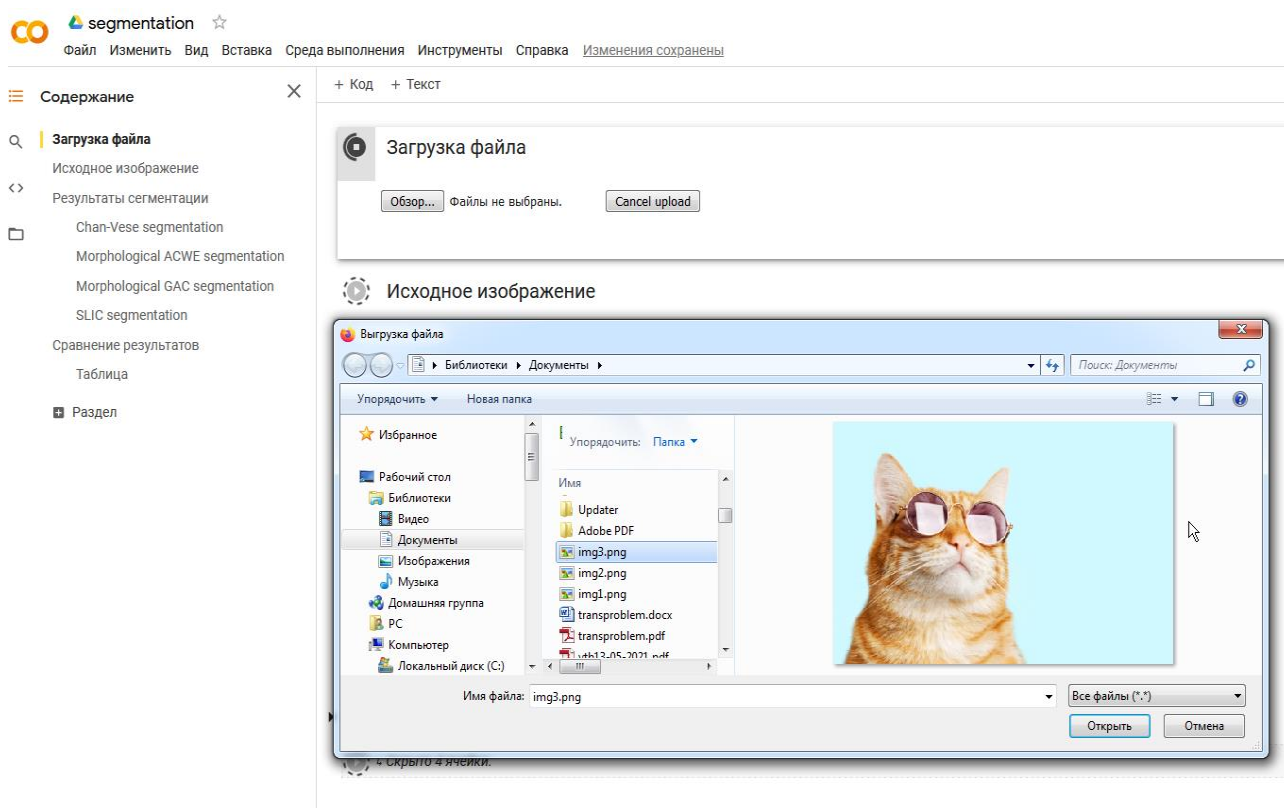 segmentation
Файл Изменить Вид Вставка Среда выполнения Инструменты Справка Изменения сохранены
Содержание
+ Код + Текст
Загрузка файла
Исходное изображение
Результаты сегментации
Chan-Vese segmentation
Morphological ACWE segmentation
Morphological GAC segmentation
SLIC segmentation
Сравнение результатов
Таблица
Раздел
Загрузка файла
Обзор... Файлы не выбраны. Cancel upload
Исходное изображение
Выгрузка файла
Библиотеки Документы Поиск: Документы
Упорядочить Новая папка
Избранное
Рабочий стол
Библиотеки
Видео
Документы
Изображения
Музыка
Домашняя группа
PC
Компьютер
Локальный диск (C:)
Упорядочить: Папка
Имя
Updater
Adobe PDF
img3.png
img2.png
img1.png
transproblem.docx
transproblem.pdf
vtb13-05-2021.pdf
Имя файла: img3.png Все файлы (*.*)
Открыть Отмена
Скрыто 4 ячейки.